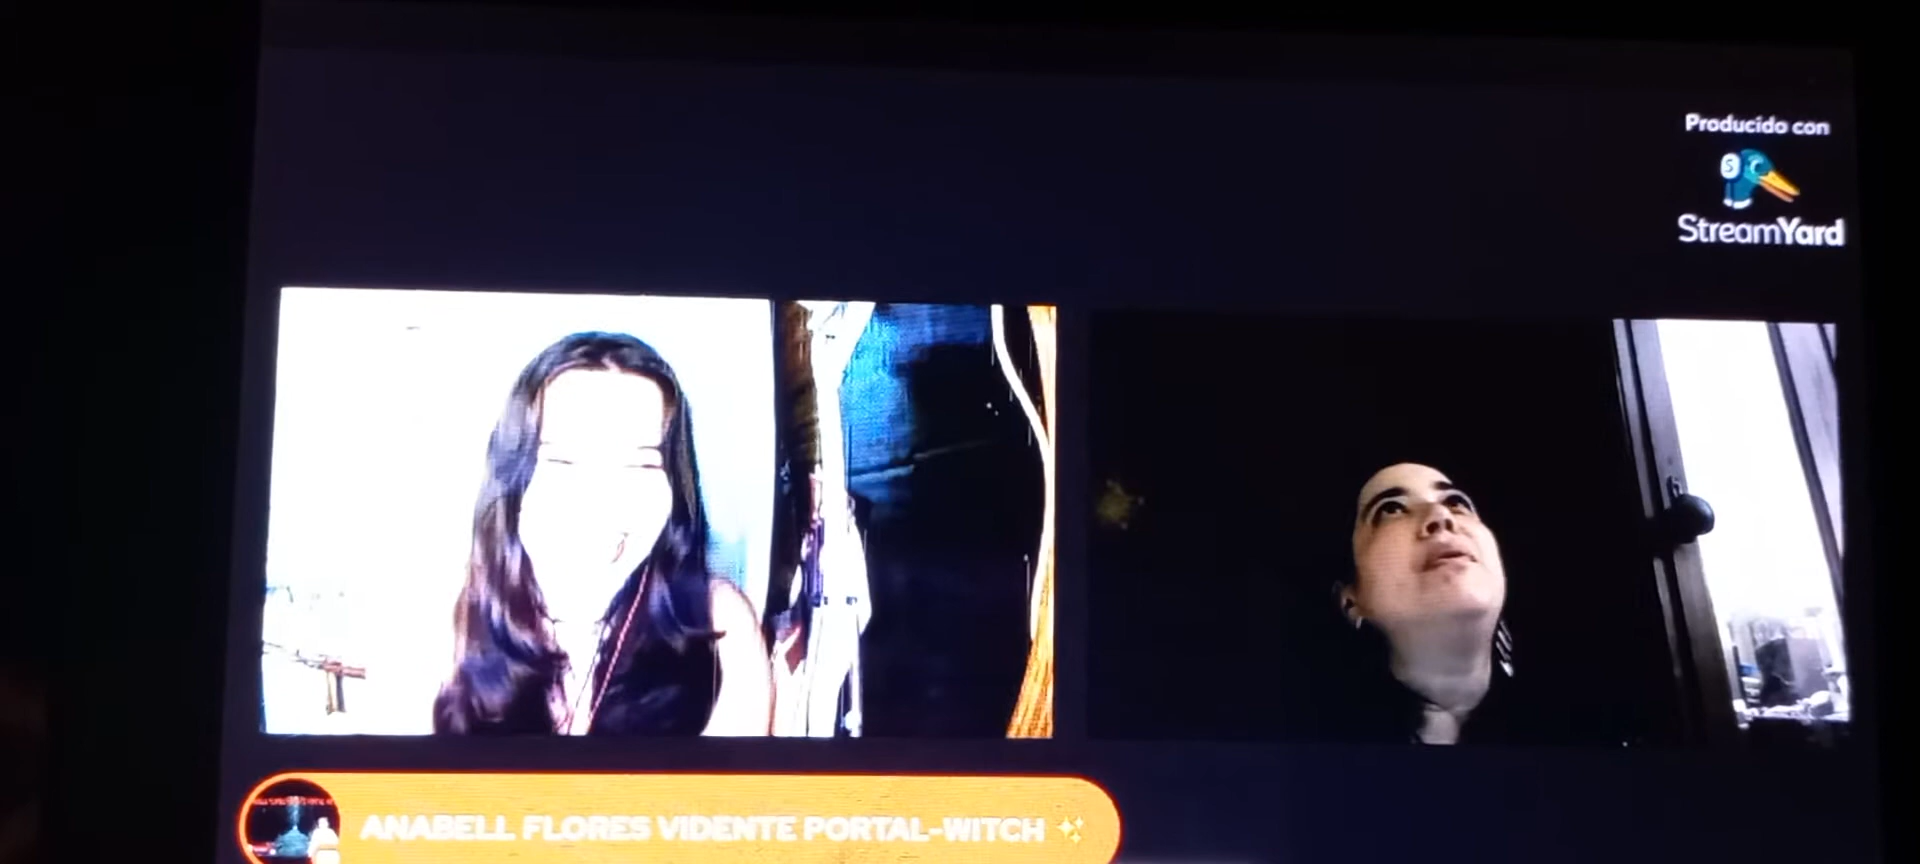 Producido con
S
StreamYard
ANABELL FLORES VIDENTE PORTAL-WITCH